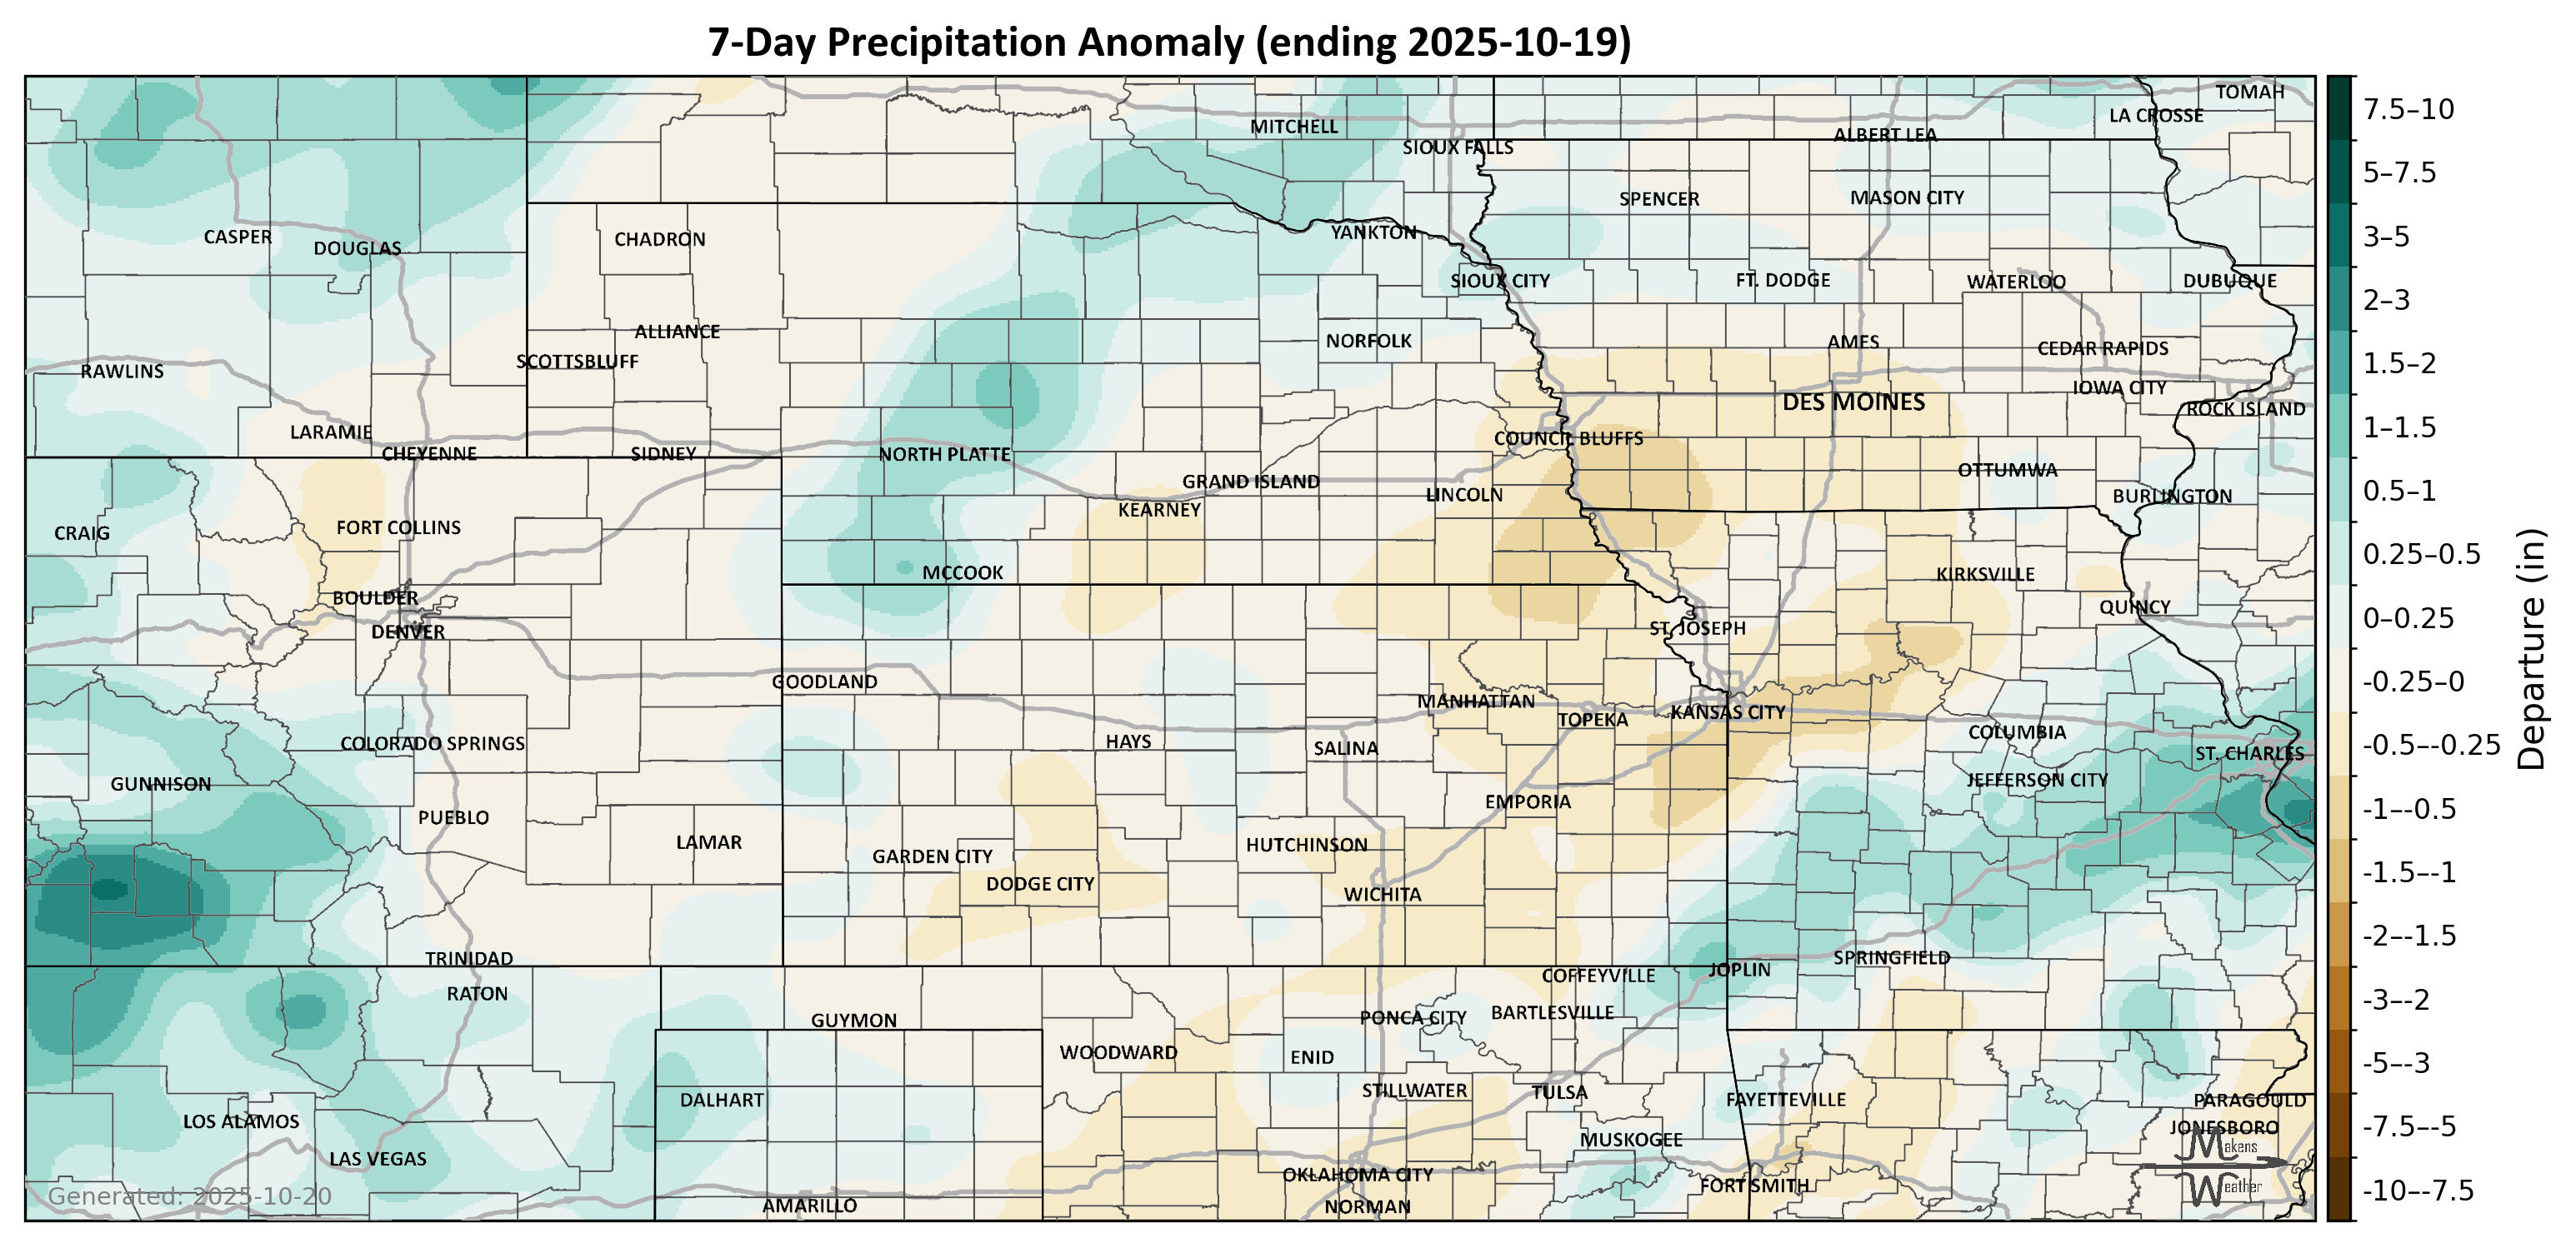 7-Day Precipitation Anomaly (ending 2025-10-19)
TOMAH
LA CROSSE
MITCHELL
ALBERT LEA
SIOUX FALLS
SPENCER
MASON CITY
CASPER
DOUGLAS
CHADRON
YANKTON
SIOUX CITY
FT. DODGE
WATERLOO
DUBUQUE
ALLIANCE
NORFOLK
AMES
CEDAR RAPIDS
SCOTTSBLUFF
RAWLINS
IOWA CITY
DES MOINES
ROCK ISLAND
LARAMIE
COUNCIL BLUFFS
CHEYENNE
SIDNEY
NORTH PLATTE
OTTUMWA
GRAND ISLAND
LINCOLN
BURLINGTON
KEARNEY
CRAIG
FORT COLLINS
MCCOOK
KIRKSVILLE
BOULDER
QUINCY
DENVER
ST. JOSEPH
GOODLAND
MANHATTAN
TOPEKA
KANSAS CITY
COLUMBIA
COLORADO SPRINGS
HAYS
SALINA
ST. CHARLES
GUNNISON
JEFFERSON CITY
EMPORIA
PUEBLO
LAMAR
HUTCHINSON
GARDEN CITY
DODGE CITY
WICHITA
TRINIDAD
SPRINGFIELD
JOPLIN
COFFEYVILLE
RATON
GUYMON
PONCA CITY
BARTLESVILLE
WOODWARD
ENID
STILLWATER
TULSA
DALHART
FAYETTEVILLE
PARAGOULD
LOS ALAMOS
JONESBORO
MUSKOGEE
LAS VEGAS
OKLAHOMA CITY
FORT SMITH
AMARILLO
NORMAN
Makens
Weather
Generated: 2025-10-20
7.5–10
5–7.5
3–5
2–3
1.5–2
1–1.5
0.5–1
0.25–0.5
0–0.25
-0.25–0
-0.5–-0.25
-1–-0.5
-1.5–-1
-2–-1.5
-3–-2
-5–-3
-7.5–-5
-10–-7.5
Departure (in)